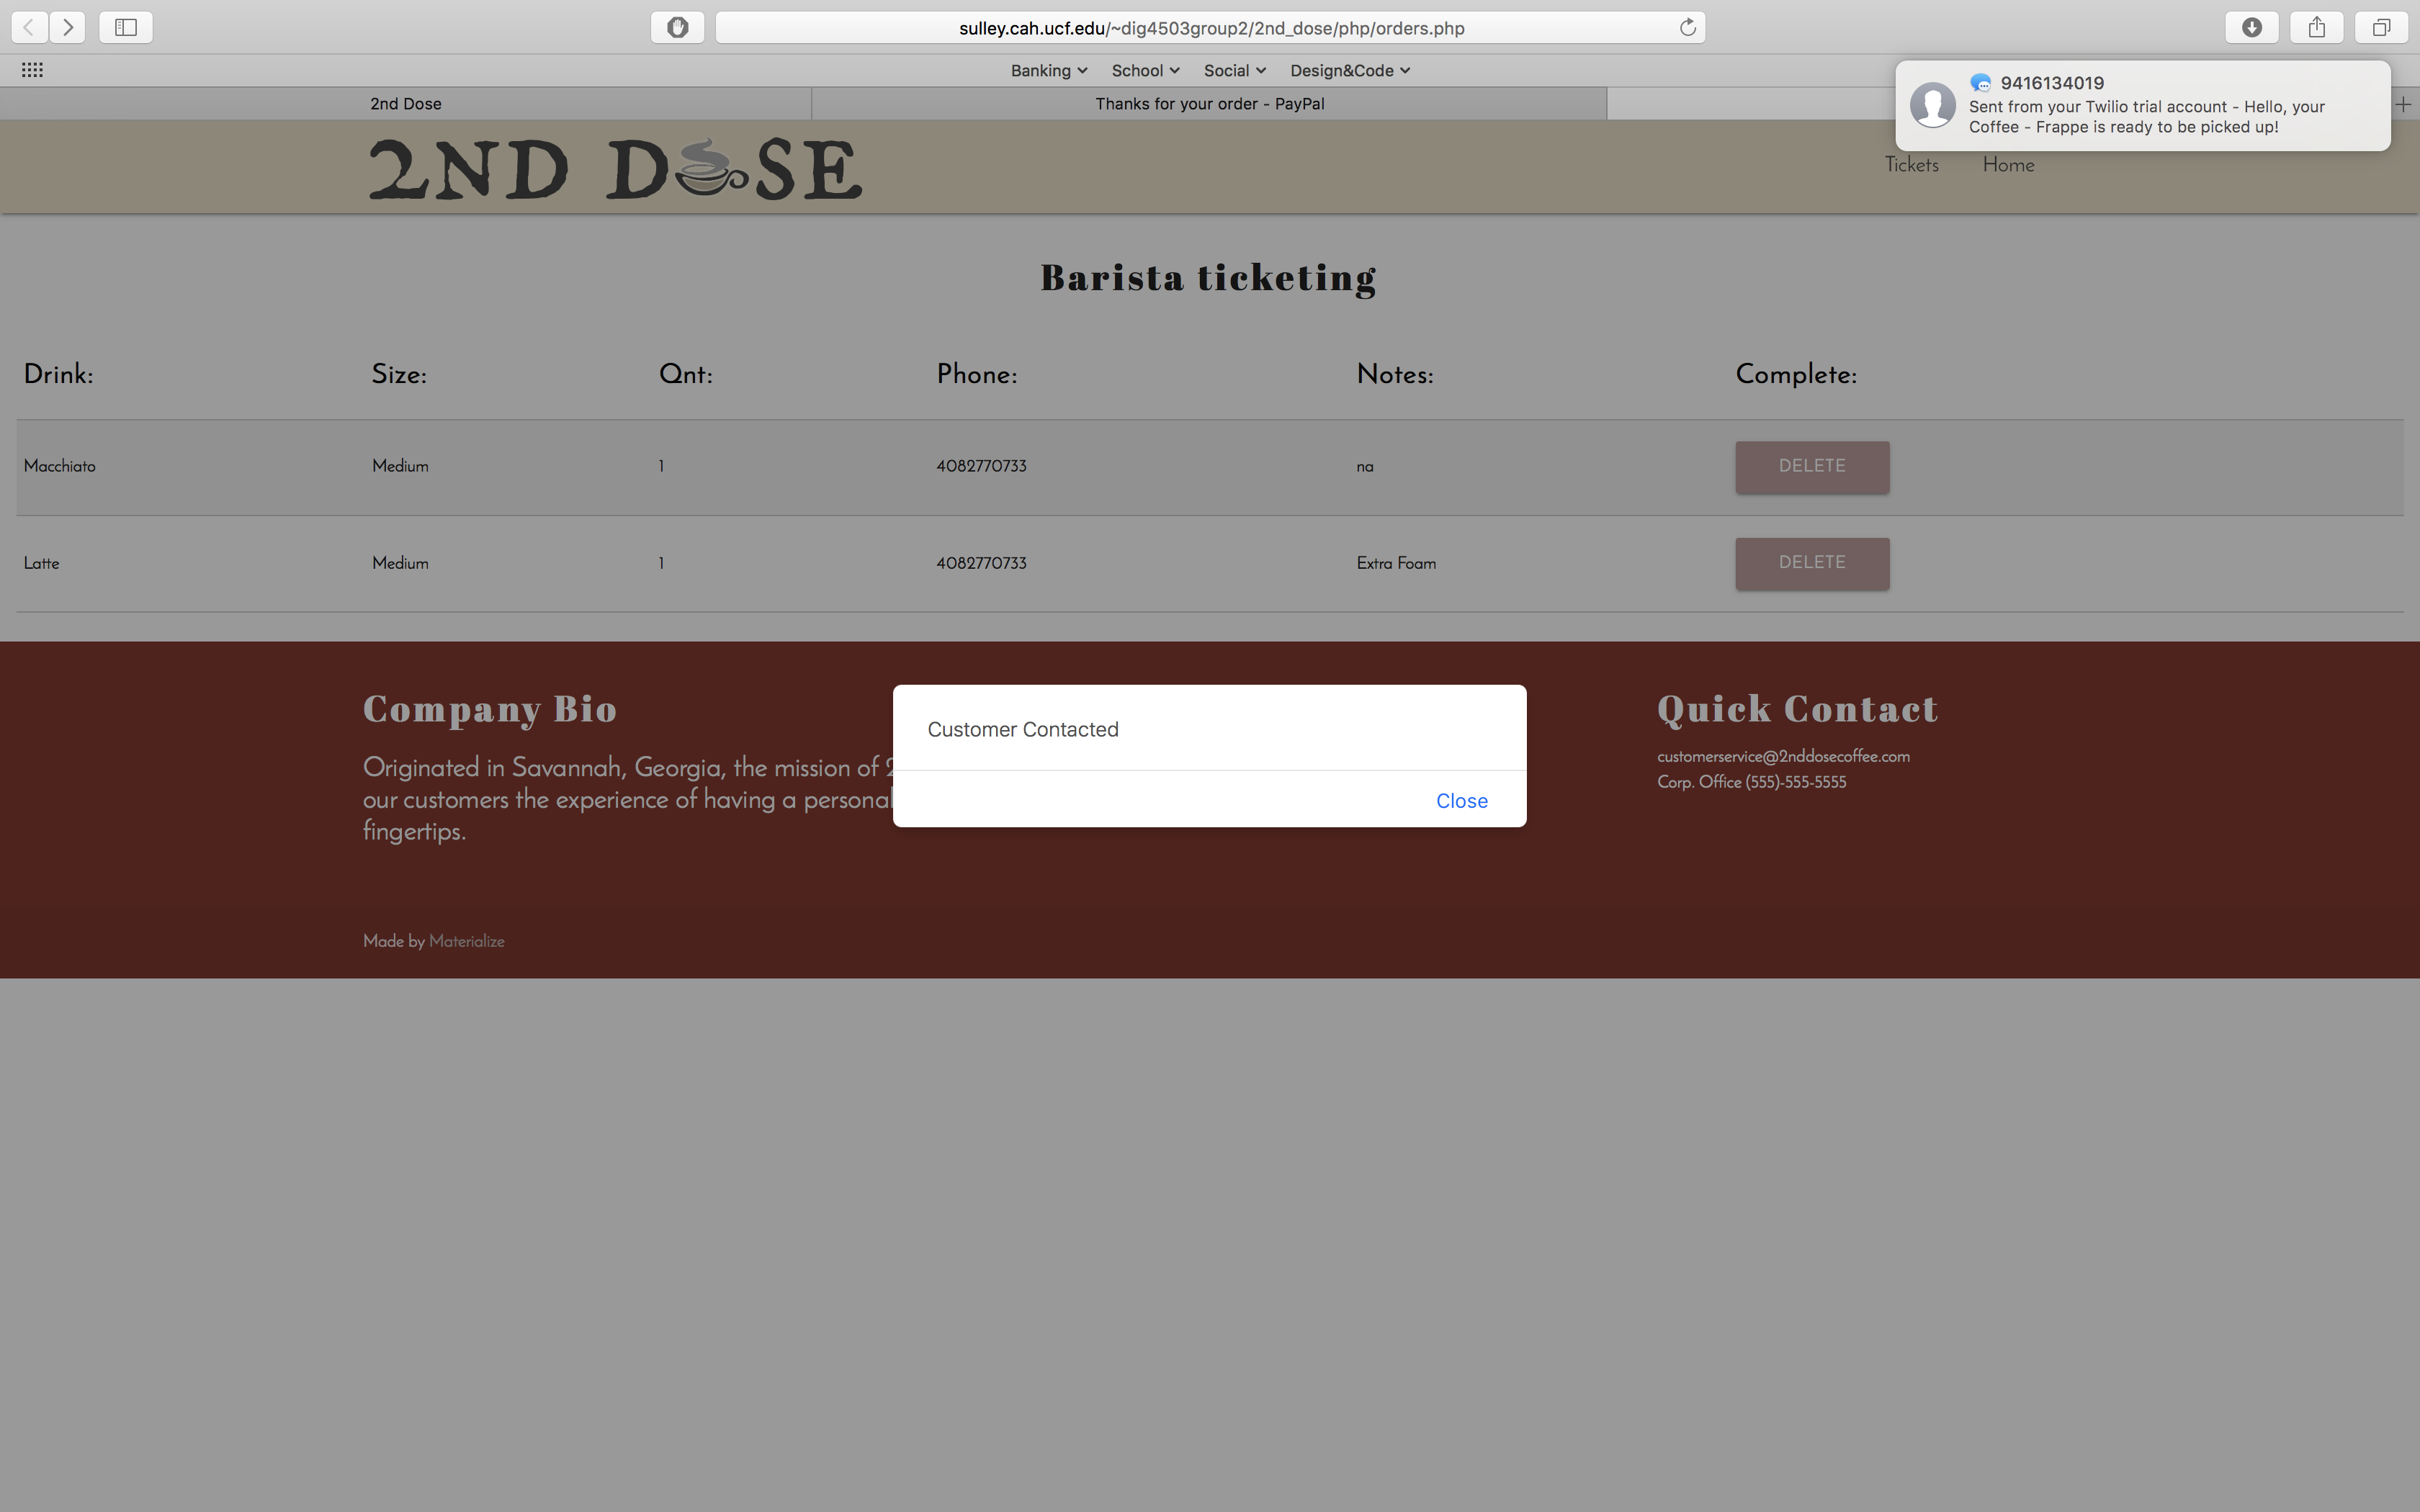 sulley.cah.ucf.edu/~dig4503group2/2nd_dose/php/orders.php
Banking School Social Design&Code
9416134019
Sent from your Twilio trial account - Hello, your
Coffee - Frappe is ready to be picked up!
2nd Dose Thanks for your order - PayPal
2ND DOSE
Tickets Home
Barista ticketing
Drink: Size: Qnt: Phone: Notes: Complete:
Macchiato Medium 1 4082770733 na DELETE
Latte Medium 1 4082770733 Extra Foam DELETE
Company Bio
Originated in Savannah, Georgia, the mission of 2
our customers the experience of having a personal
fingertips.
Customer Contacted
Close
Quick Contact
customerservice@2nddosecoffee.com
Corp. Office (555)-555-5555
Made by Materialize